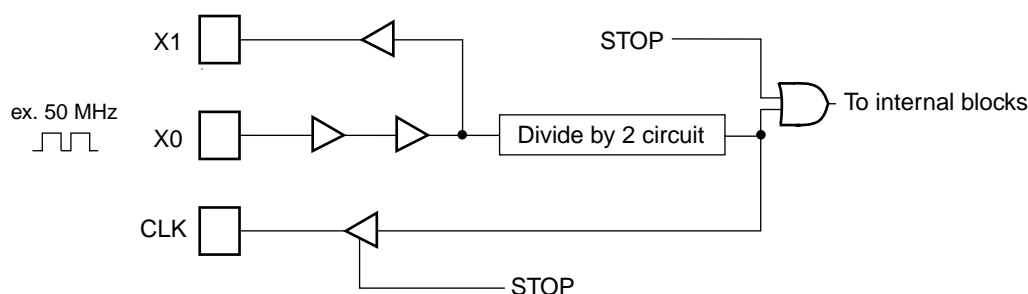 X1
STOP
To internal blocks
ex. 50 MHz
X0
Divide by 2 circuit
CLK
STOP